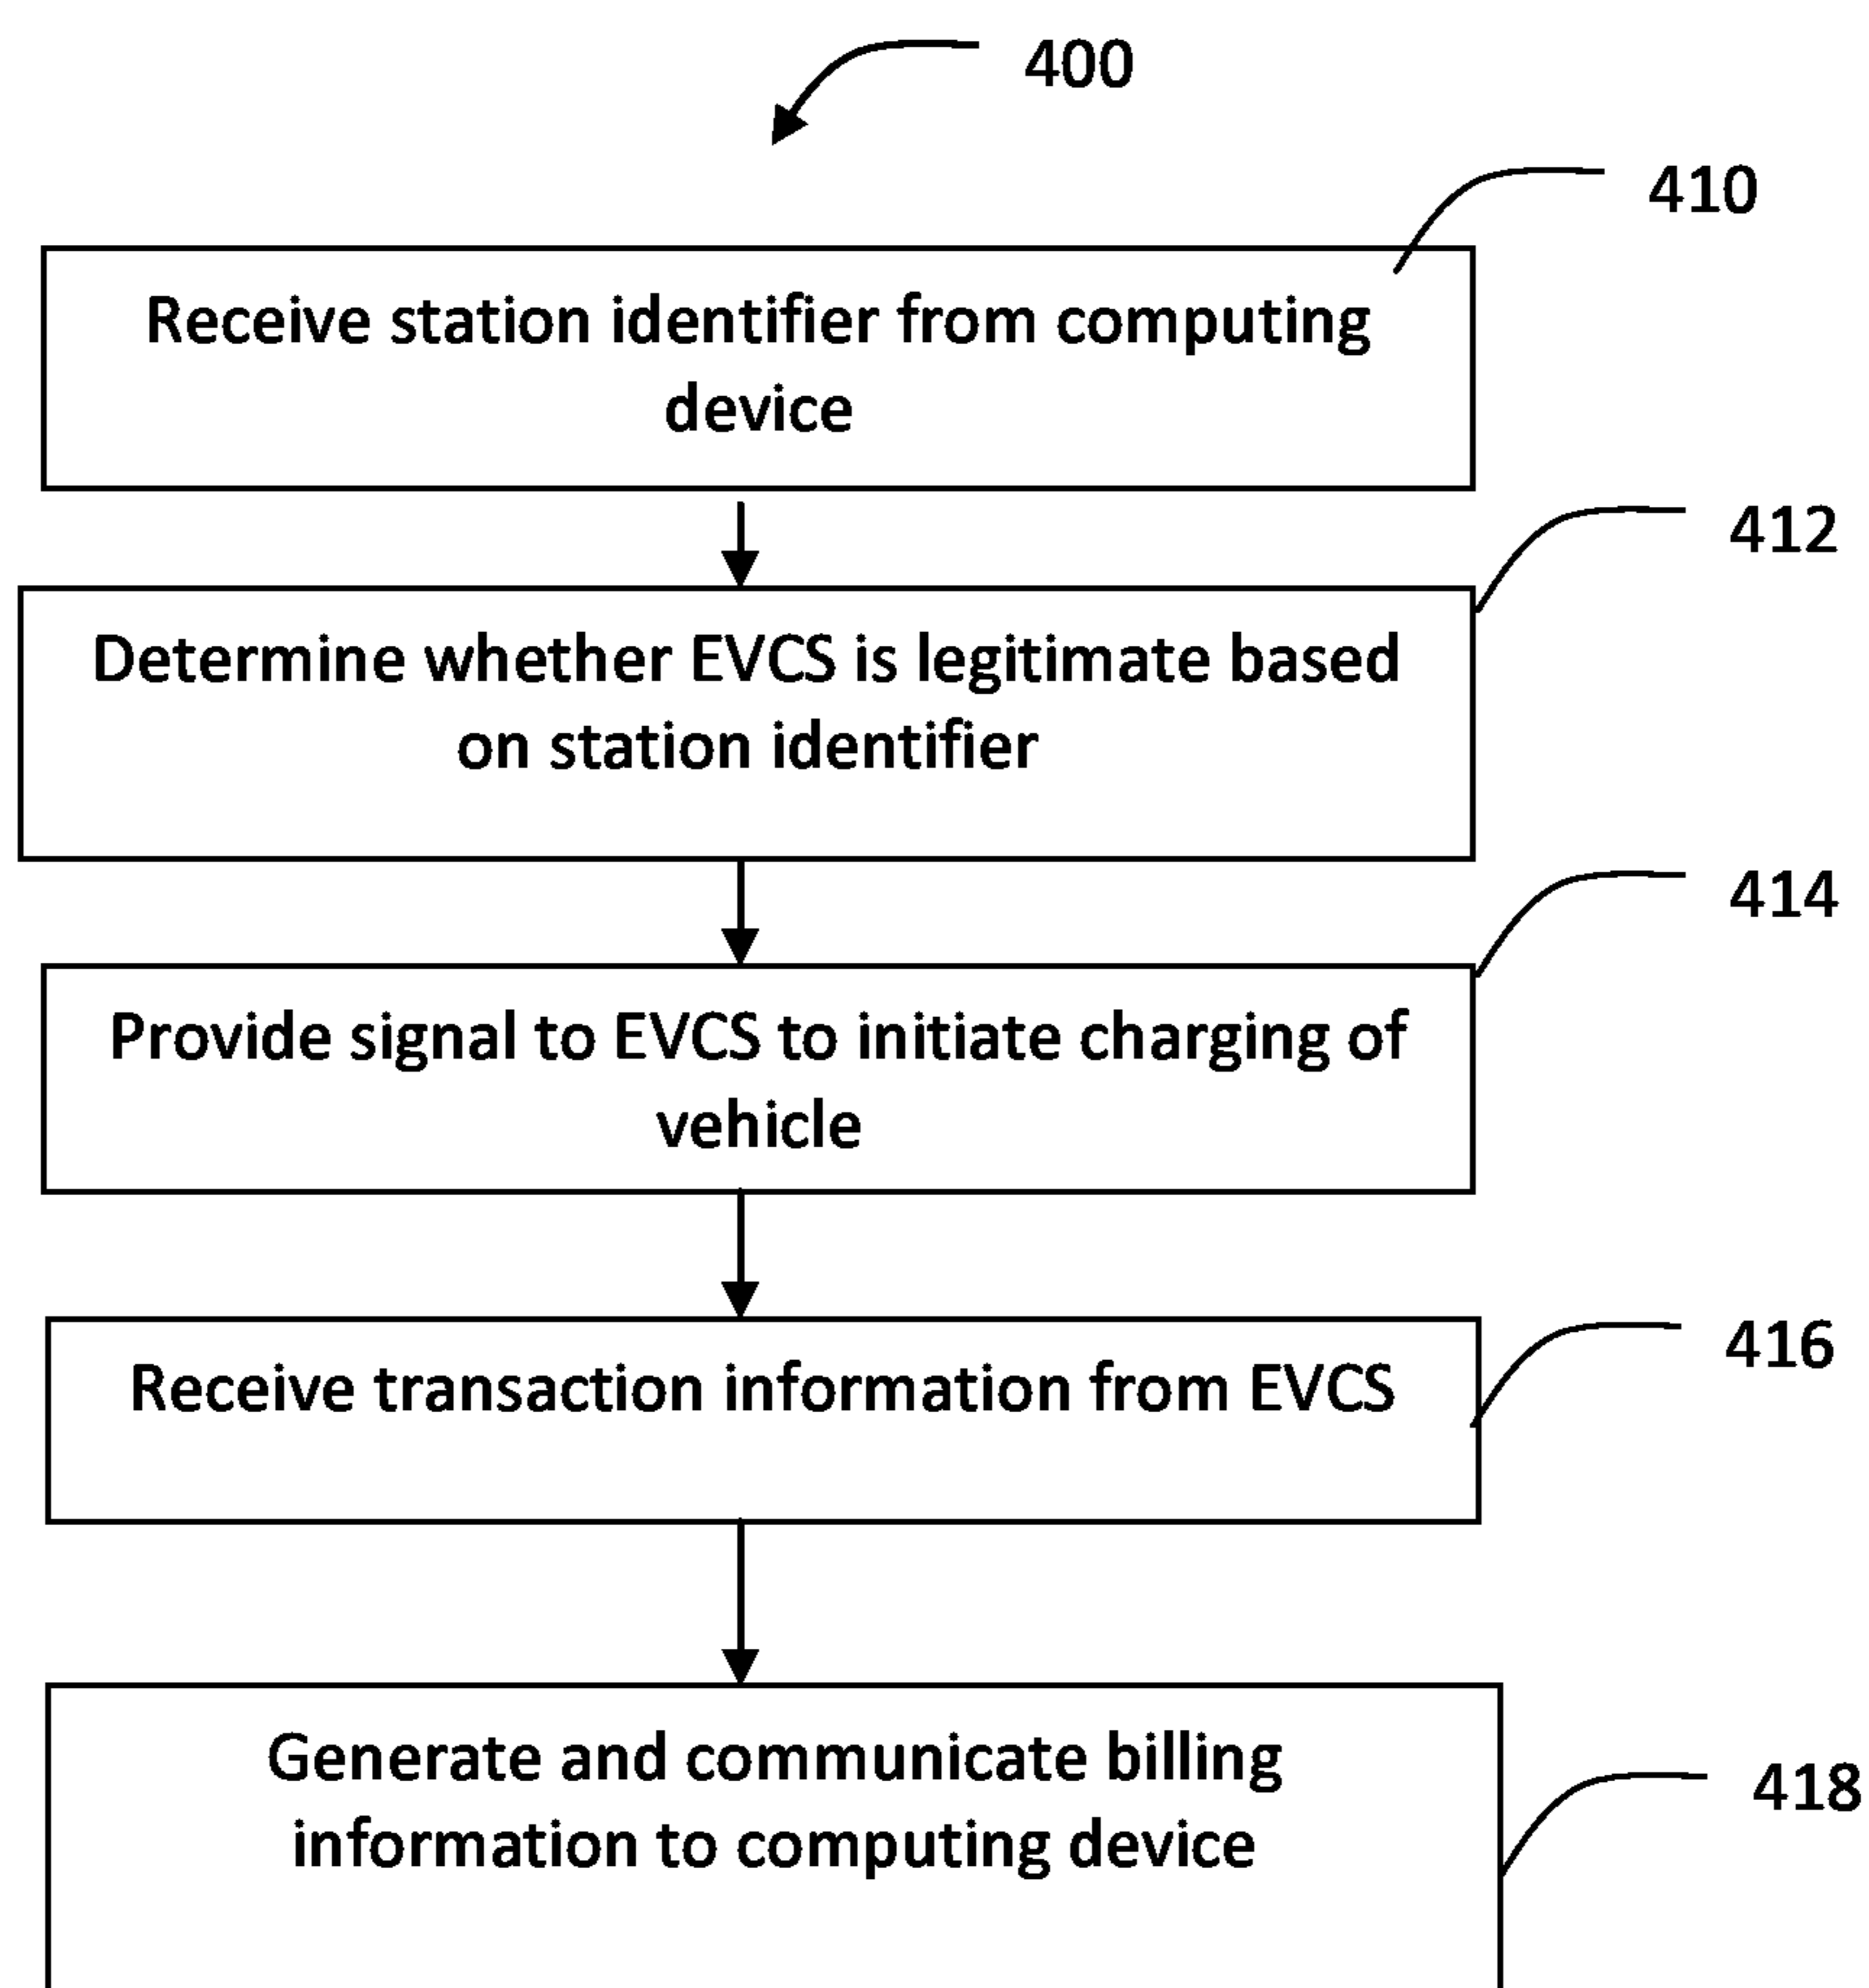 400
410
Receive station identifier from computing
device
412
Determine whether EVCS is legitimate based
on station identifier
414
Provide signal to EVCS to initiate charging of
vehicle
416
Receive transaction information from EVCS
418
Generate and communicate billing
information to computing device